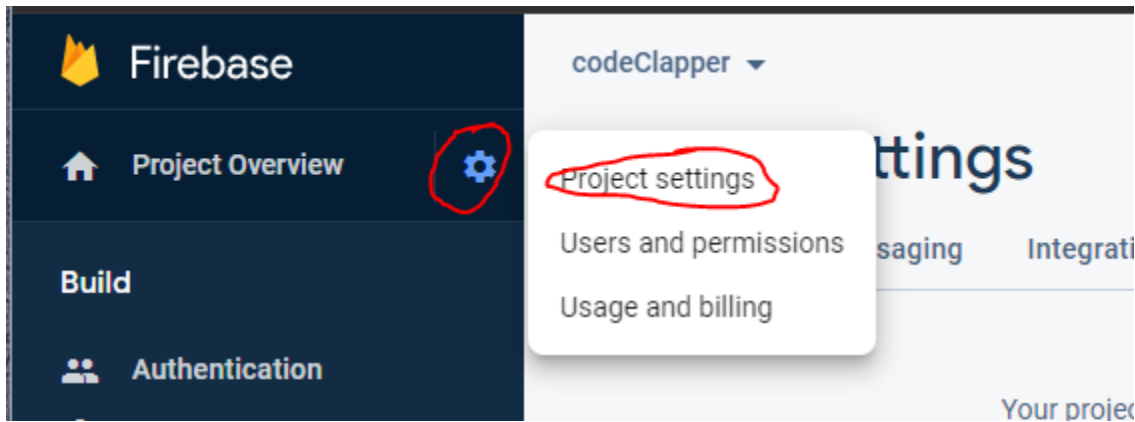 Firebase
codeClapper
Project Overview
ttings
Project settings
Users and permissions
saging
Integrati
Usage and billing
Build
Authentication
Your projec